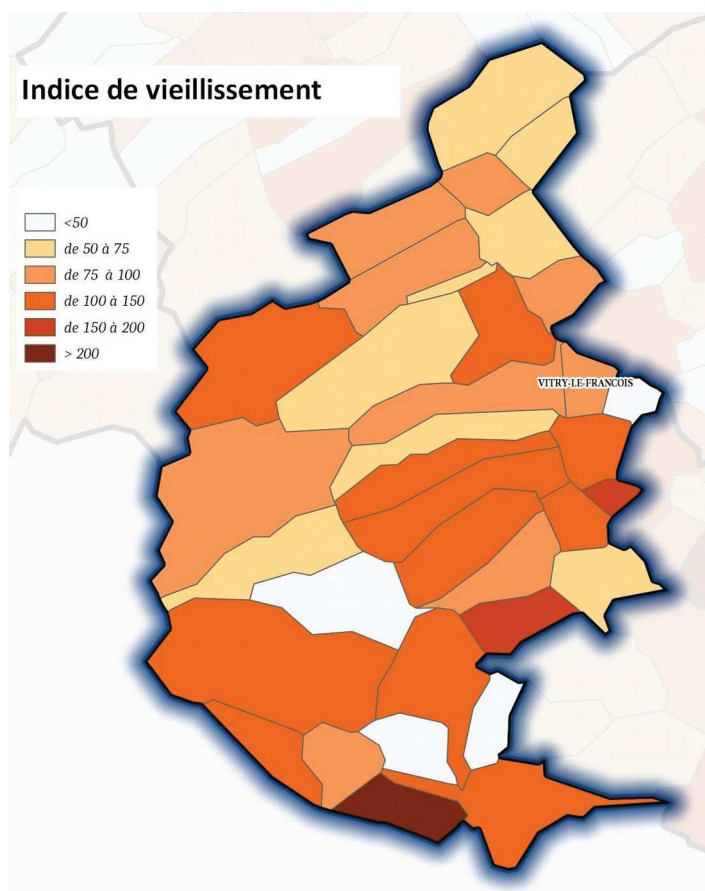 Indice de vieillissement
<50
de 50 à 75
de 75 à 100
de 100 à 150
de 150 à 200
> 200
VITRY-LE-FRANCOIS